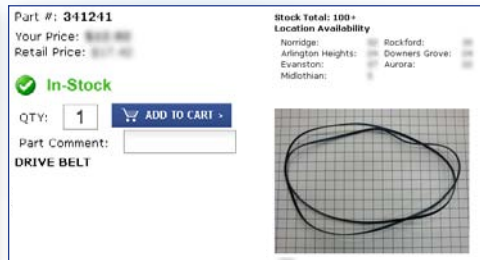 Part #: 341241
Your Price:
Retail Price:
In-Stock
QTY: 1 ADD TO CART >
Part Comment:
DRIVE BELT
Stock Total: 100+
Location Availability
Norridge: Rockford:
Arlington Heights: Downers Grove:
Evanston: Aurora:
Midlothian: